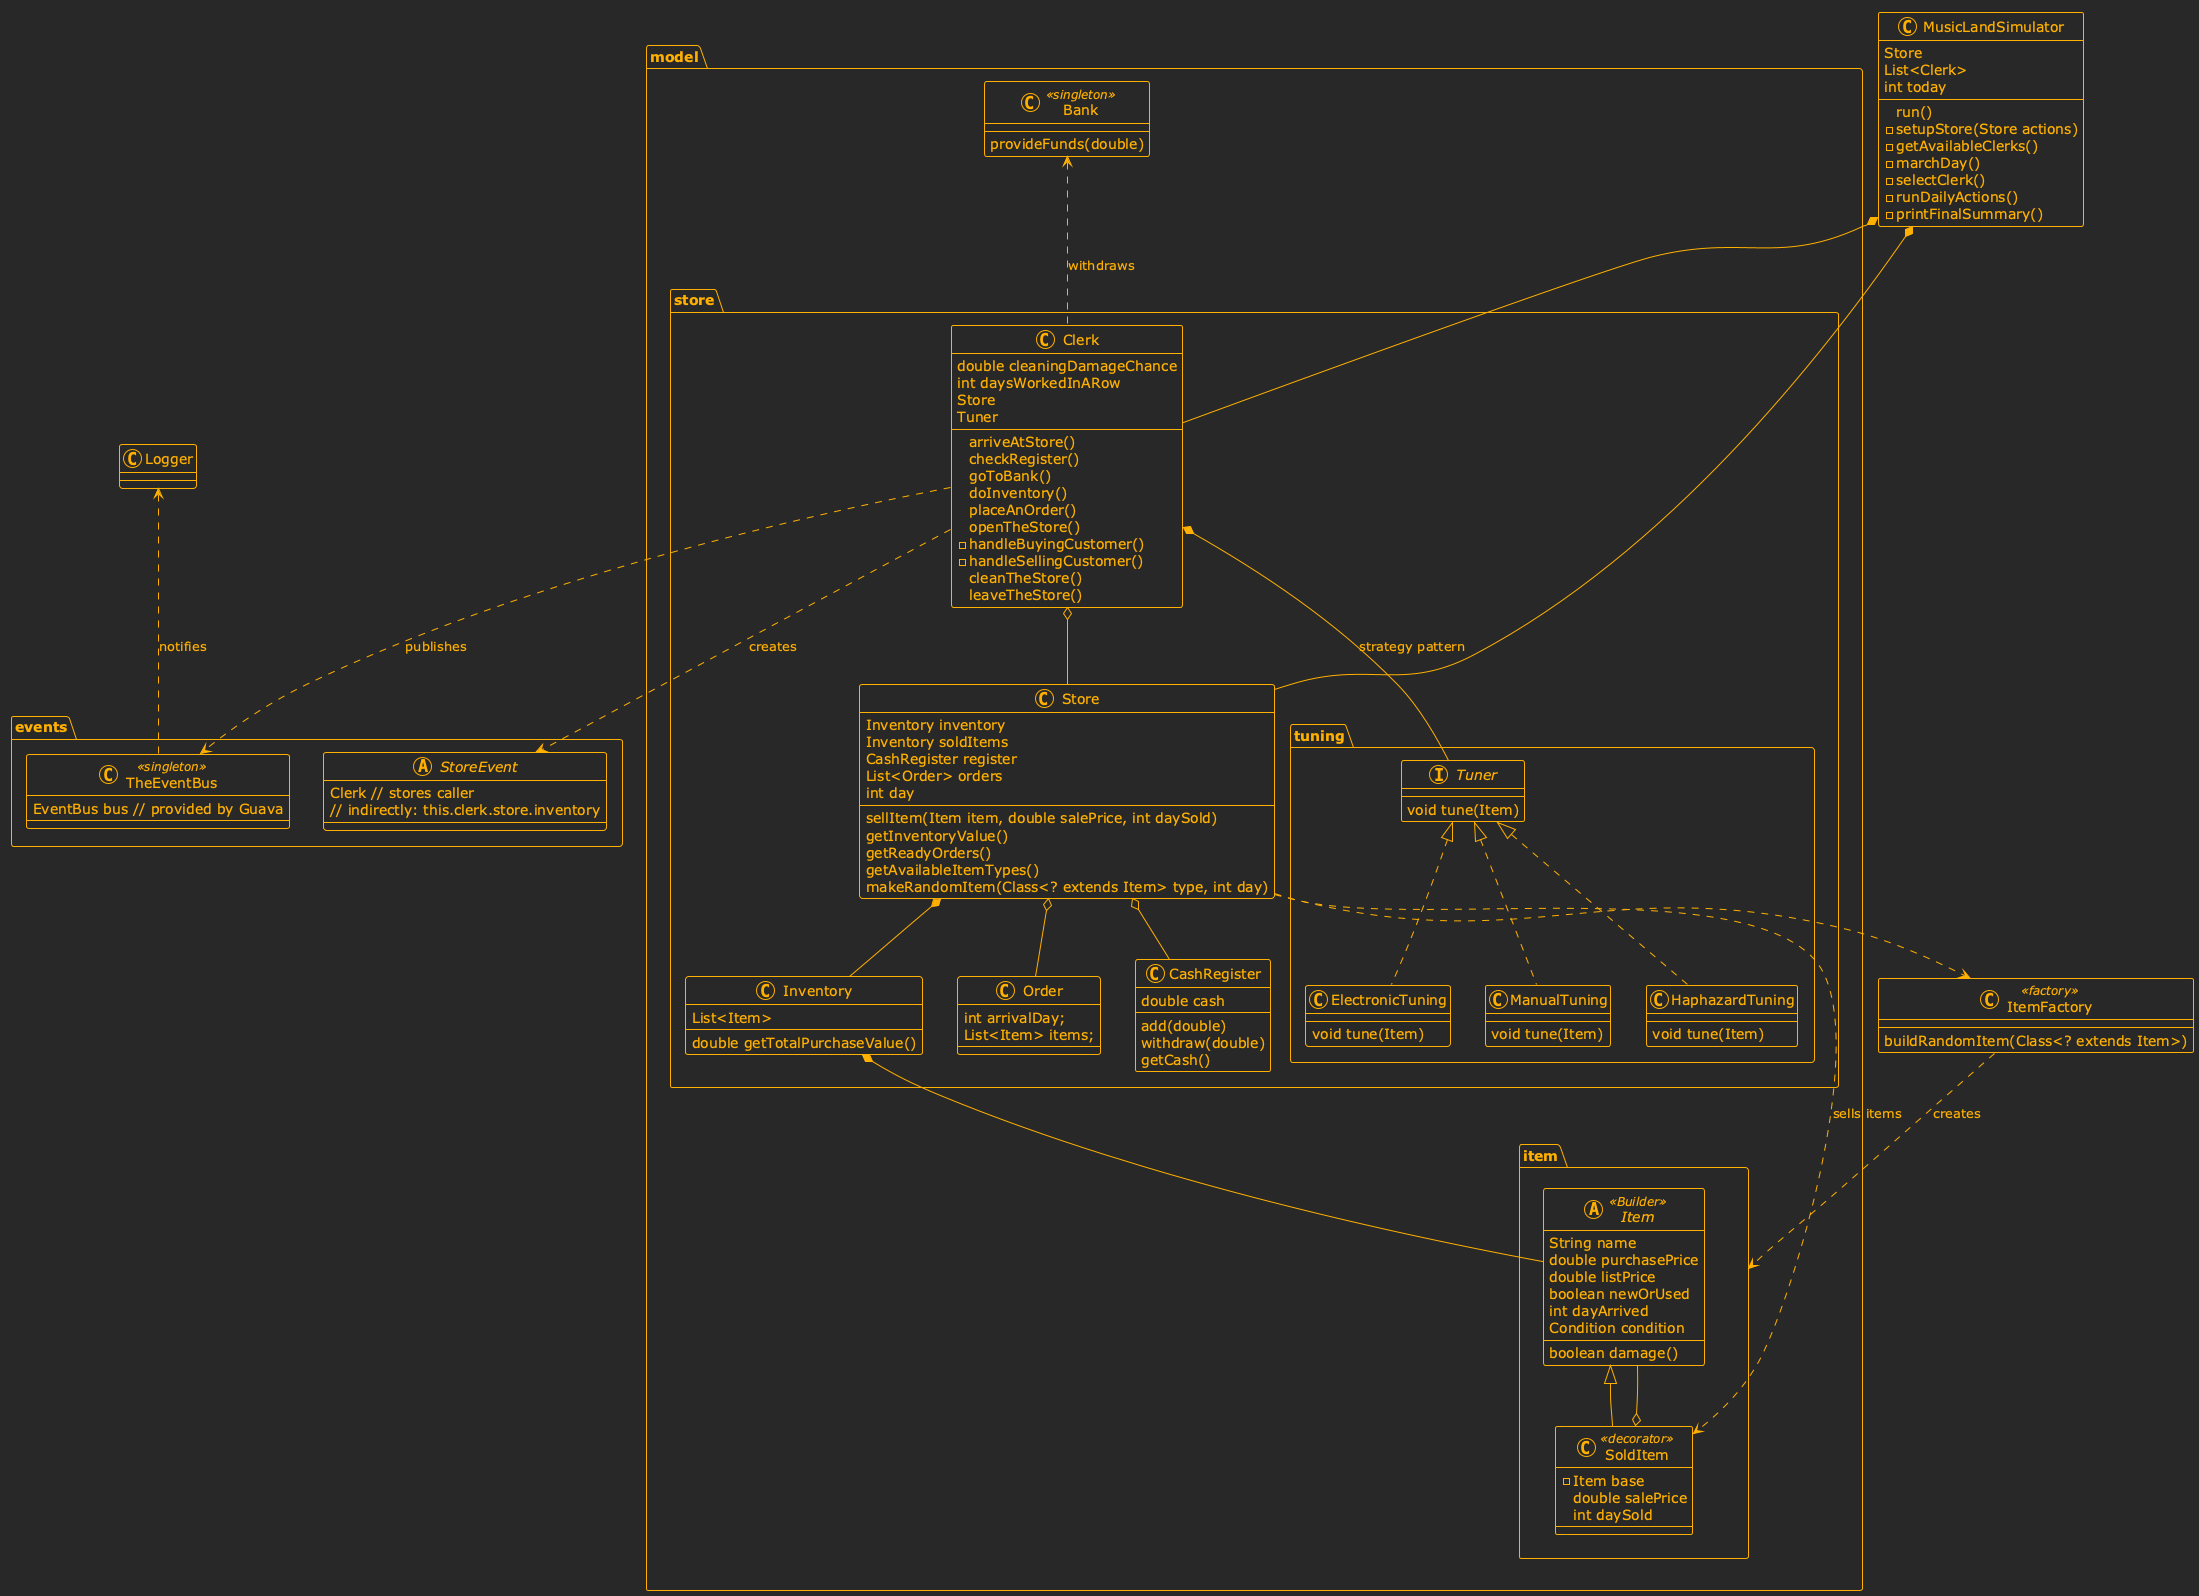 MusicLandSimulator
Store
List<Clerk>
int today
run()
setupStore(Store actions)
getAvailableClerks()
marchDay()
selectClerk()
runDailyActions()
printFinalSummary()
model
«singleton»
Bank
provideFunds(double)
withdraws
store
Clerk
double cleaningDamageChance
int daysWorkedInARow
Store
Tuner
arriveAtStore()
checkRegister()
goToBank()
doInventory()
placeAnOrder()
openTheStore()
handleBuyingCustomer()
handleSellingCustomer()
cleanTheStore()
leaveTheStore()
Logger
notifies
publishes
creates
strategy pattern
events
«singleton»
TheEventBus
EventBus bus // provided by Guava
StoreEvent
Clerk // stores caller
// indirectly: this.clerk.store.inventory
Store
Inventory inventory
Inventory soldItems
CashRegister register
List<Order> orders
int day
sellItem(Item item, double salePrice, int daySold)
getInventoryValue()
getReadyOrders()
getAvailableItemTypes()
makeRandomItem(Class<? extends Item> type, int day)
tuning
Tuner
void tune(Item)
Inventory
List<Item>
double getTotalPurchaseValue()
Order
int arrivalDay;
List<Item> items;
CashRegister
double cash
add(double)
withdraw(double)
getCash()
ElectronicTuning
void tune(Item)
ManualTuning
void tune(Item)
HaphazardTuning
void tune(Item)
«factory»
ItemFactory
buildRandomItem(Class<? extends Item>)
sells items
creates
item
«Builder»
Item
String name
double purchasePrice
double listPrice
boolean newOrUsed
int dayArrived
Condition condition
boolean damage()
«decorator»
SoldItem
Item base
double salePrice
int daySold